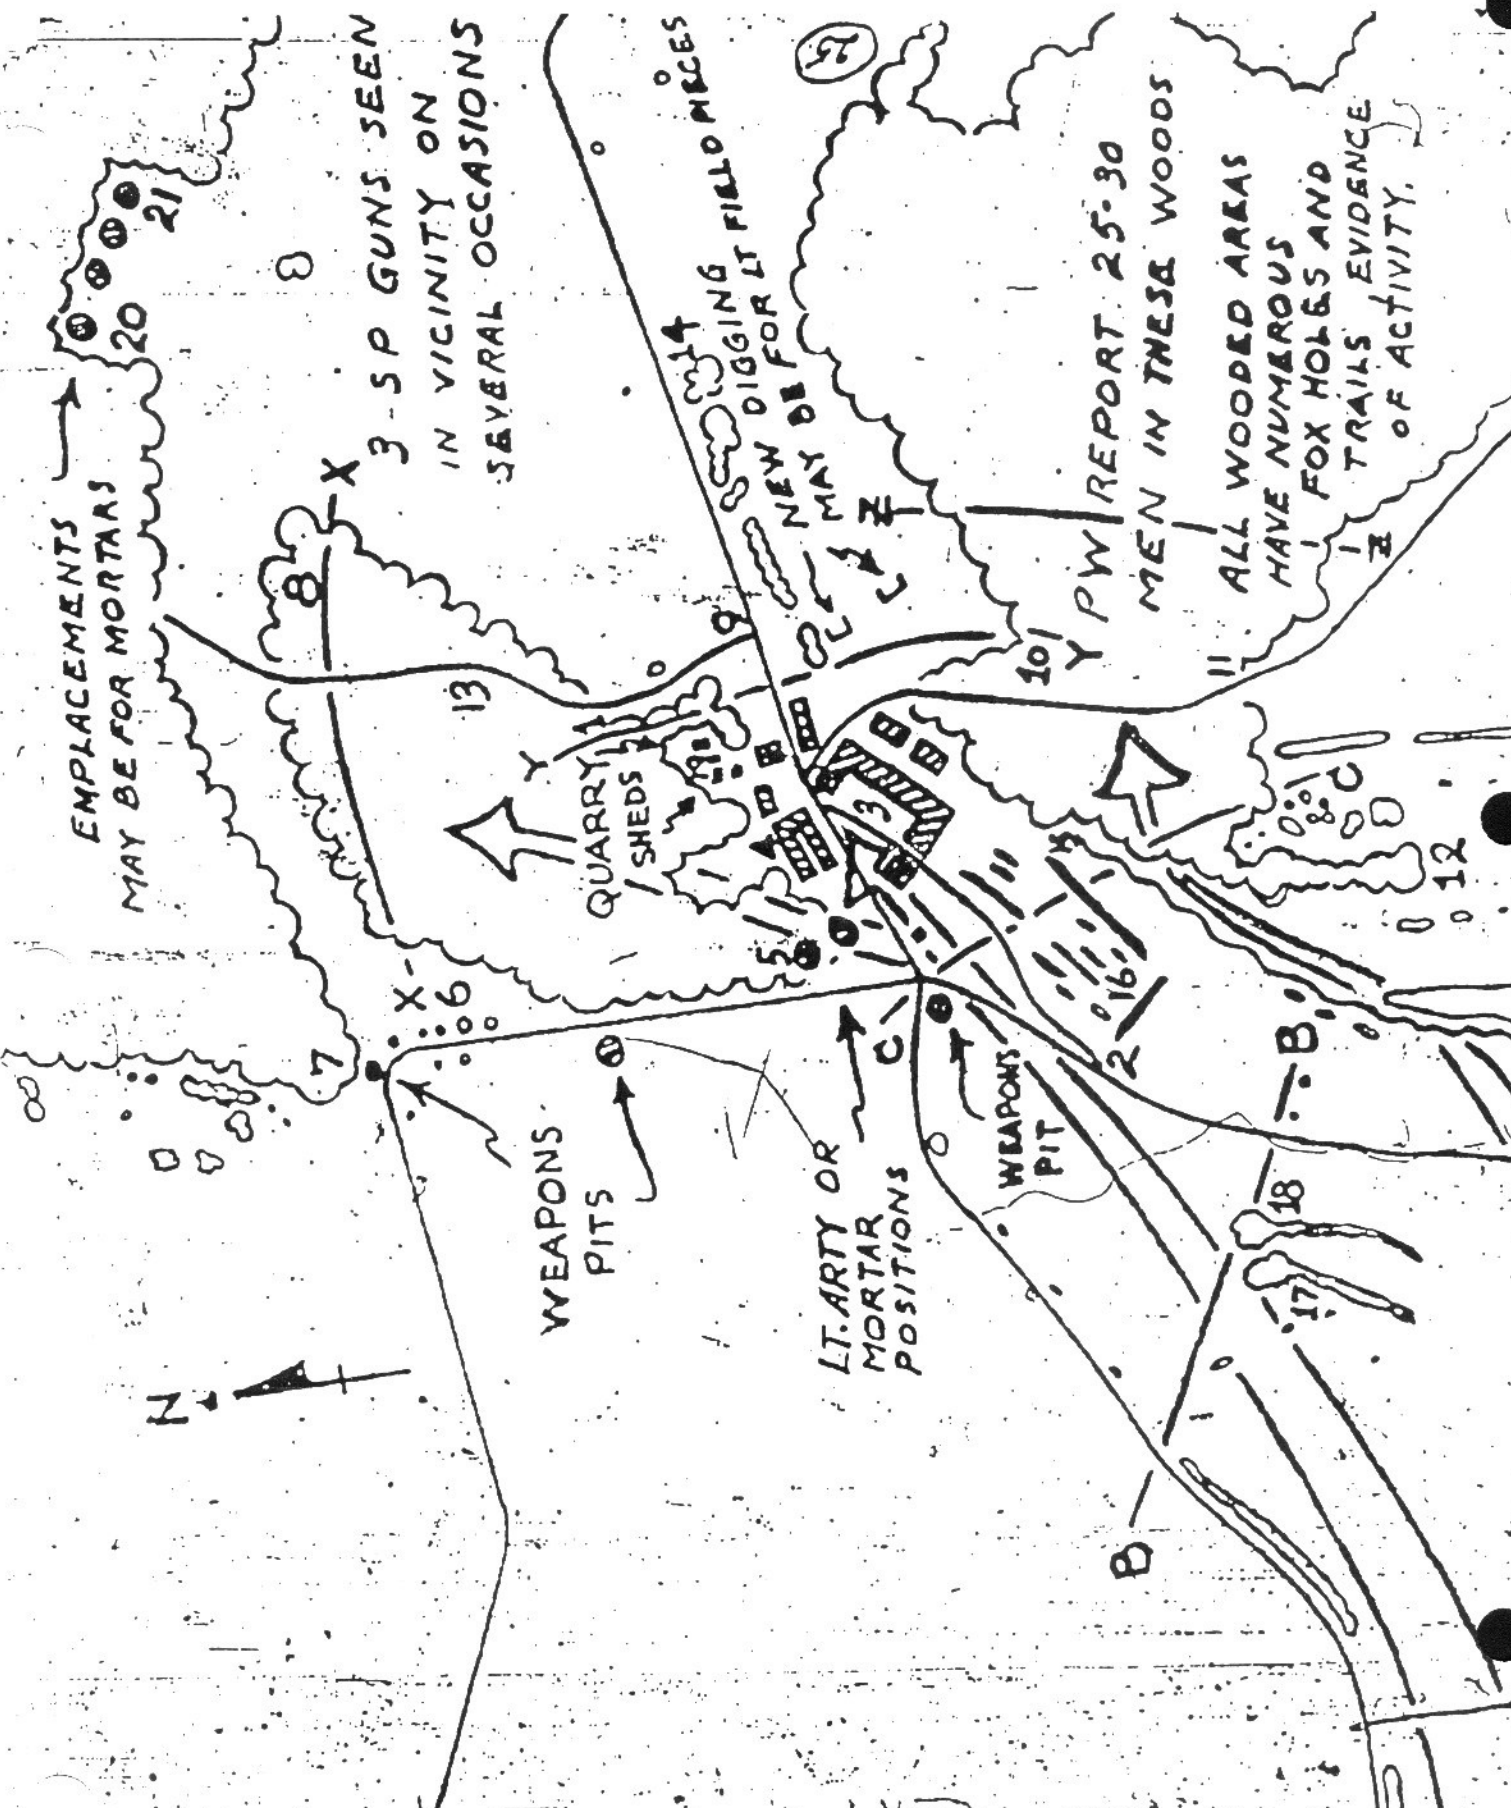 EMPLACEMENTS
MAY BE FOR MORTARS
20
21
3-SP GUNS SEEN
IN VICINITY ON
SEVERAL OCCASIONS
8
X
7
X
6
13
Y
1
QUARRY
SHEDS
N
WEAPONS
PITS
9
14
NEW DIGGING
MAY BE FOR LT FIELD PIECES
25
3
5
LT. ARTY OR
MORTAR
POSITIONS
C
WEAPONS
PIT
2
16
10
Y
Z
PW REPORT 25-30
MEN IN THESE WOODS
ALL WOODED AREAS
HAVE NUMEROUS
FOX HOLES AND
TRAILS EVIDENCE
OF ACTIVITY.
Z
11
C
12
B
B
18
17